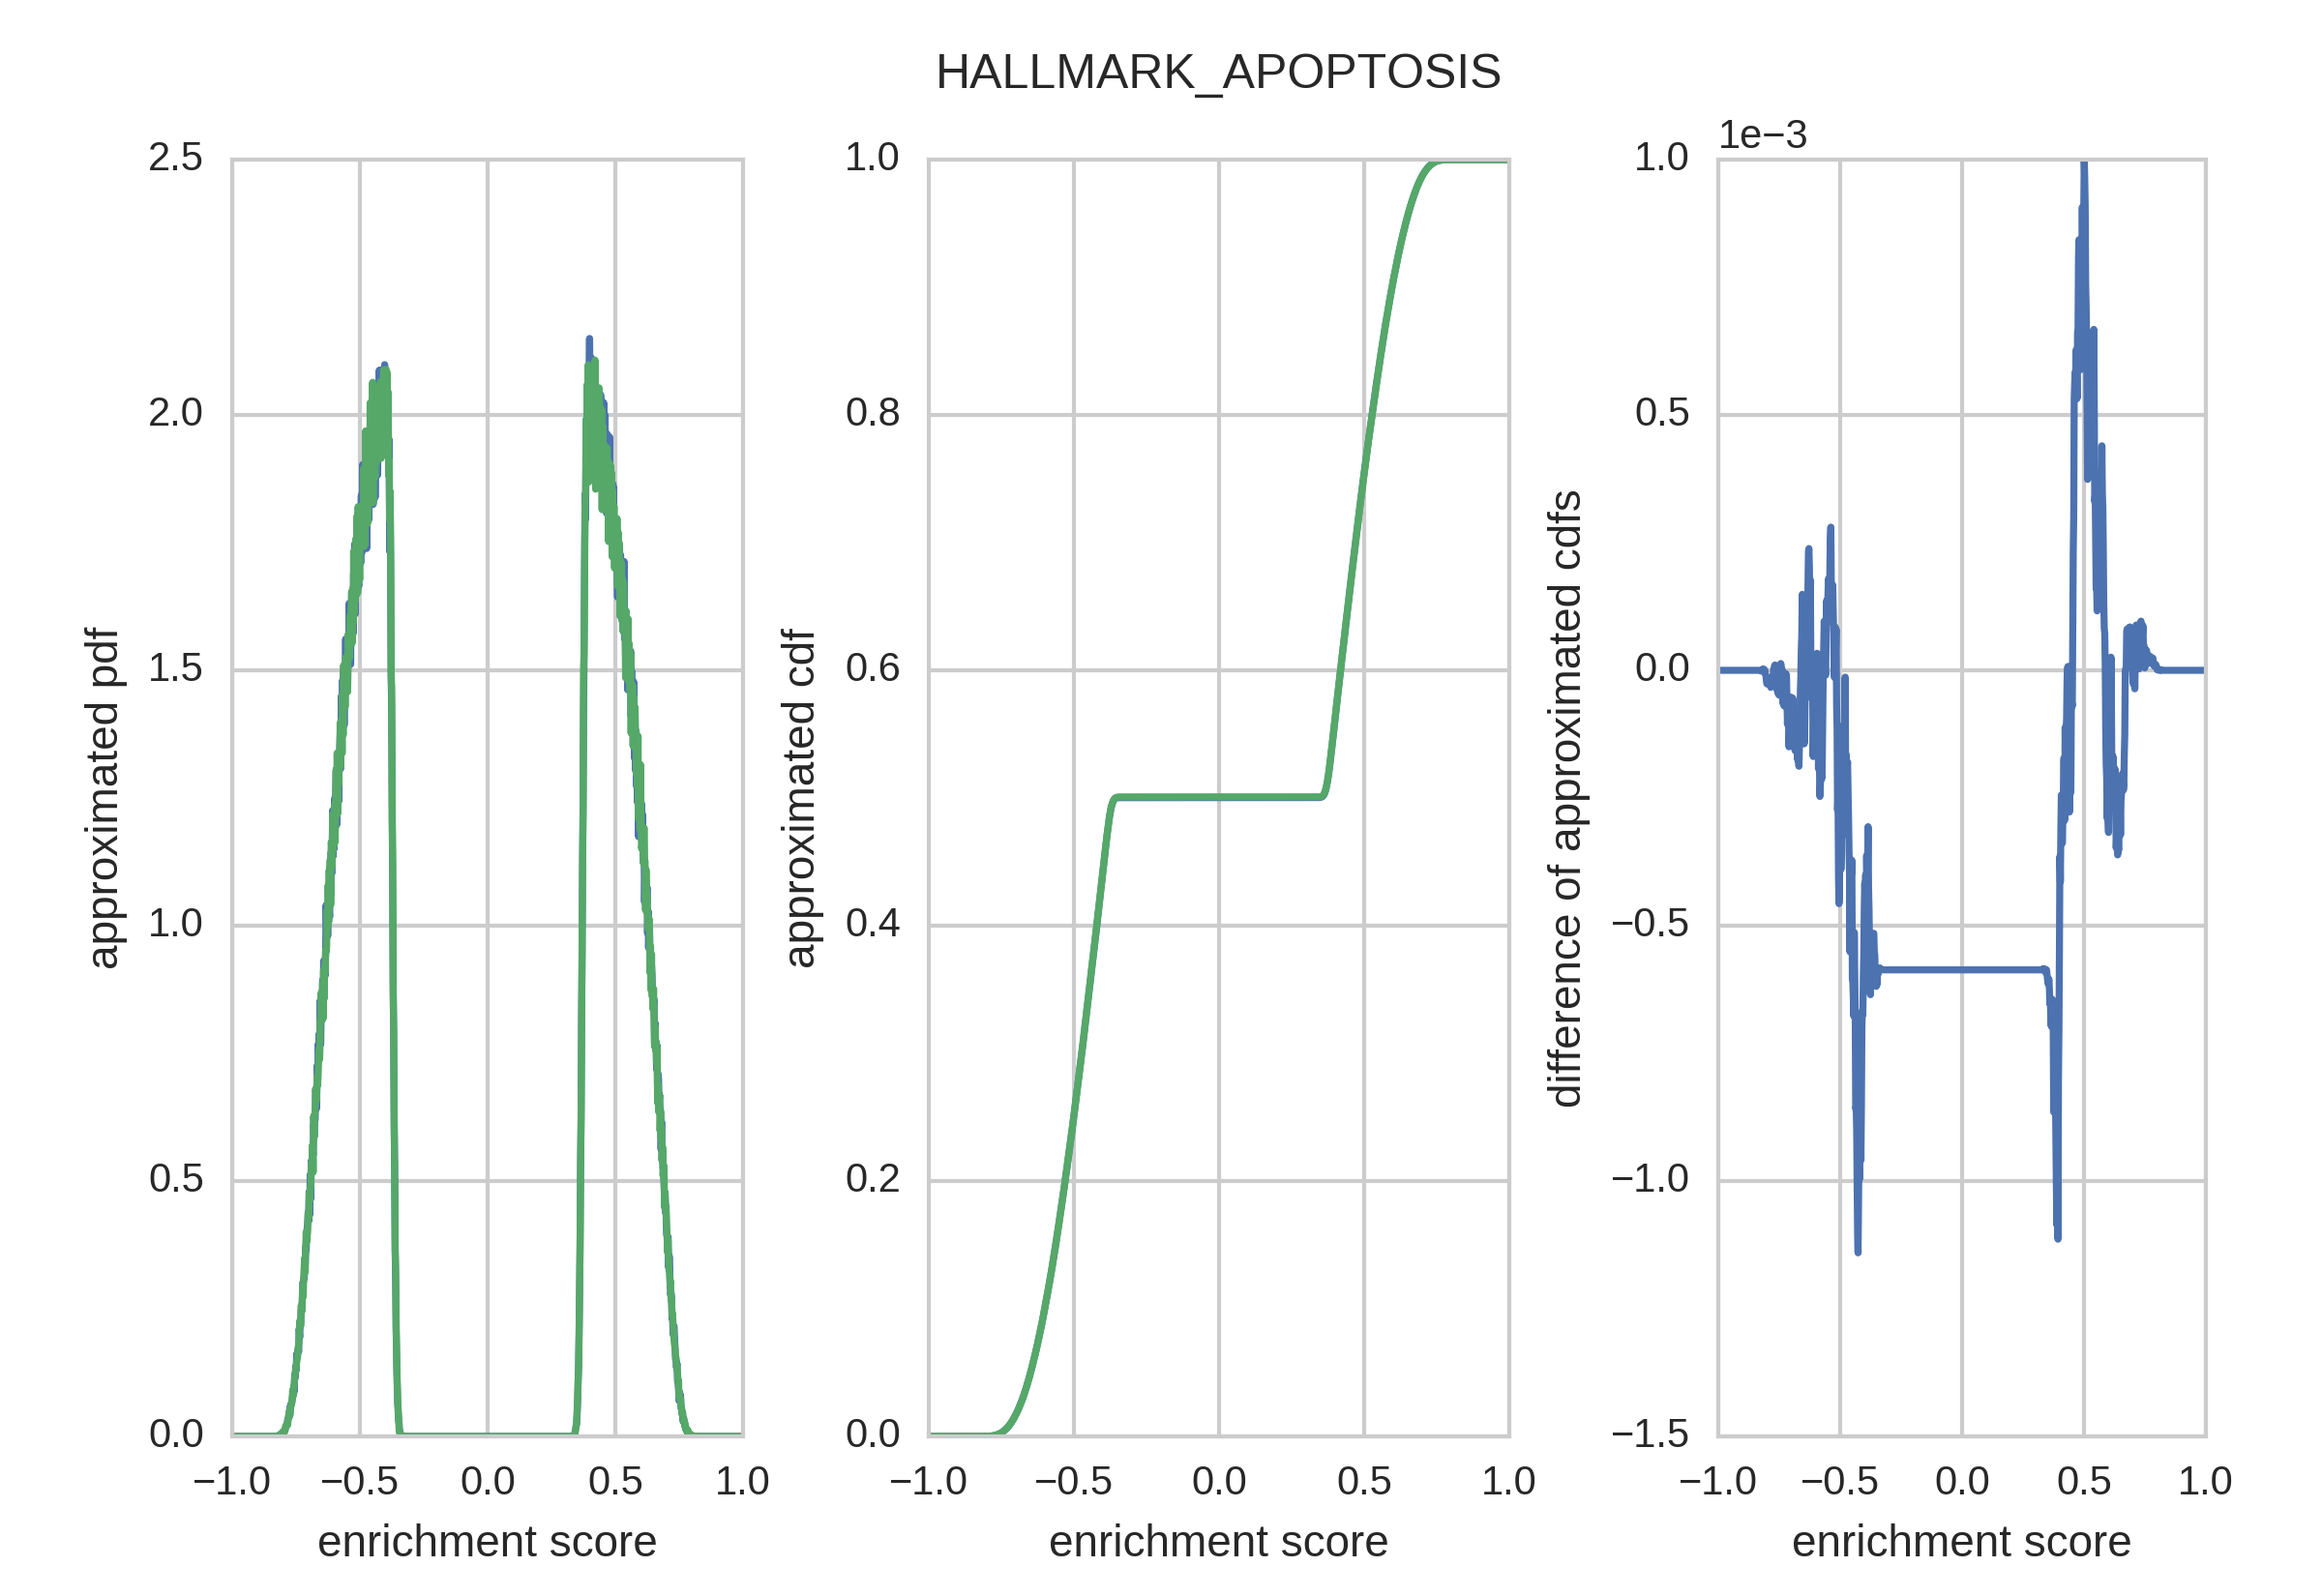 HALLMARK_APOPTOSIS
approximated pdf
2.5
2.0
1.5
1.0
0.5
0.0
−1.0 −0.5 0.0 0.5 1.0
enrichment score
approximated cdf
1.0
0.8
0.6
0.4
0.2
0.0
−1.0 −0.5 0.0 0.5 1.0
enrichment score
difference of approximated cdfs
1e−3
1.0
0.5
0.0
−0.5
−1.0
−1.5
−1.0 −0.5 0.0 0.5 1.0
enrichment score